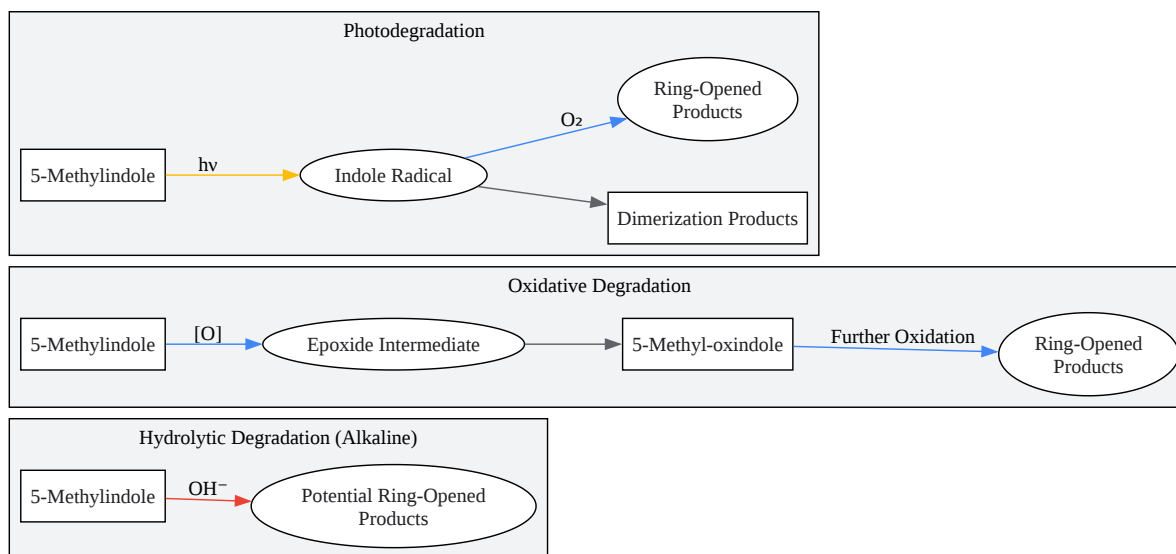 Photodegradation
5-Methylindole
hν
Indole Radical
O₂
Ring-Opened
Products
Dimerization Products
Oxidative Degradation
5-Methylindole
[O]
Epoxide Intermediate
5-Methyl-oxindole
Further Oxidation
Ring-Opened
Products
Hydrolytic Degradation (Alkaline)
5-Methylindole
OH⁻
Potential Ring-Opened
Products